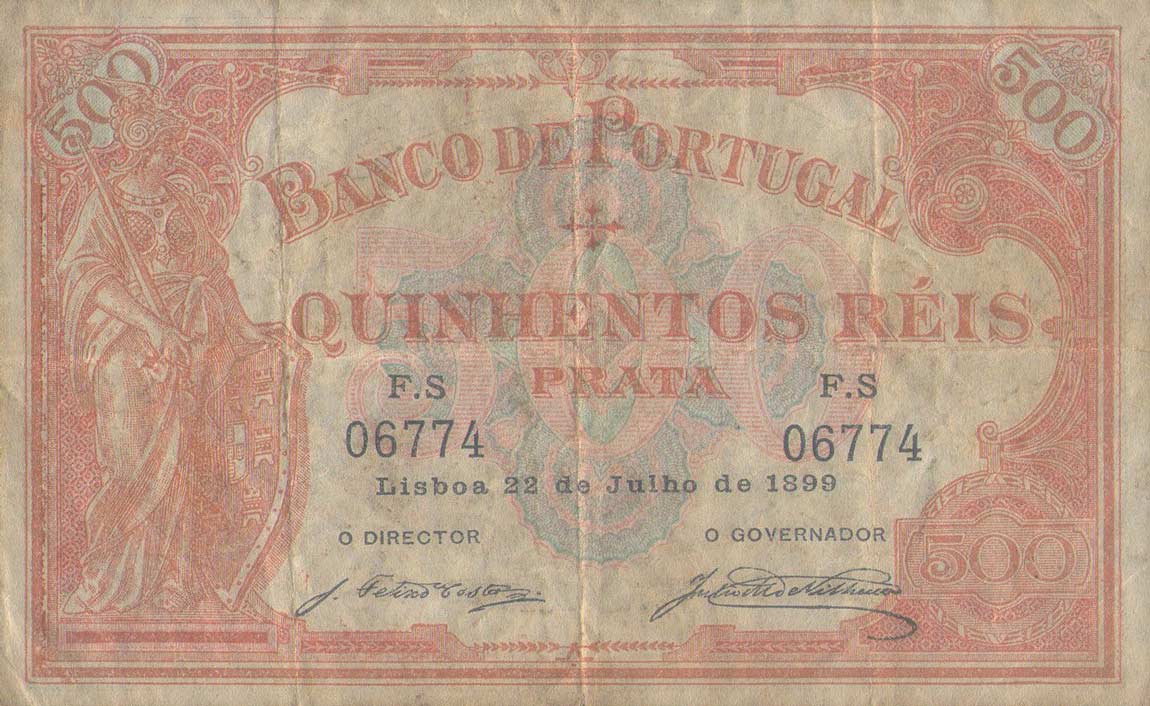 500 500
BANCO DE PORTUGAL
500
QUINHENTOS RÉIS
PRATA
F.S F.S
06774 06774
Lisboa 22 de Julho de 1899
O DIRECTOR O GOVERNADOR
500